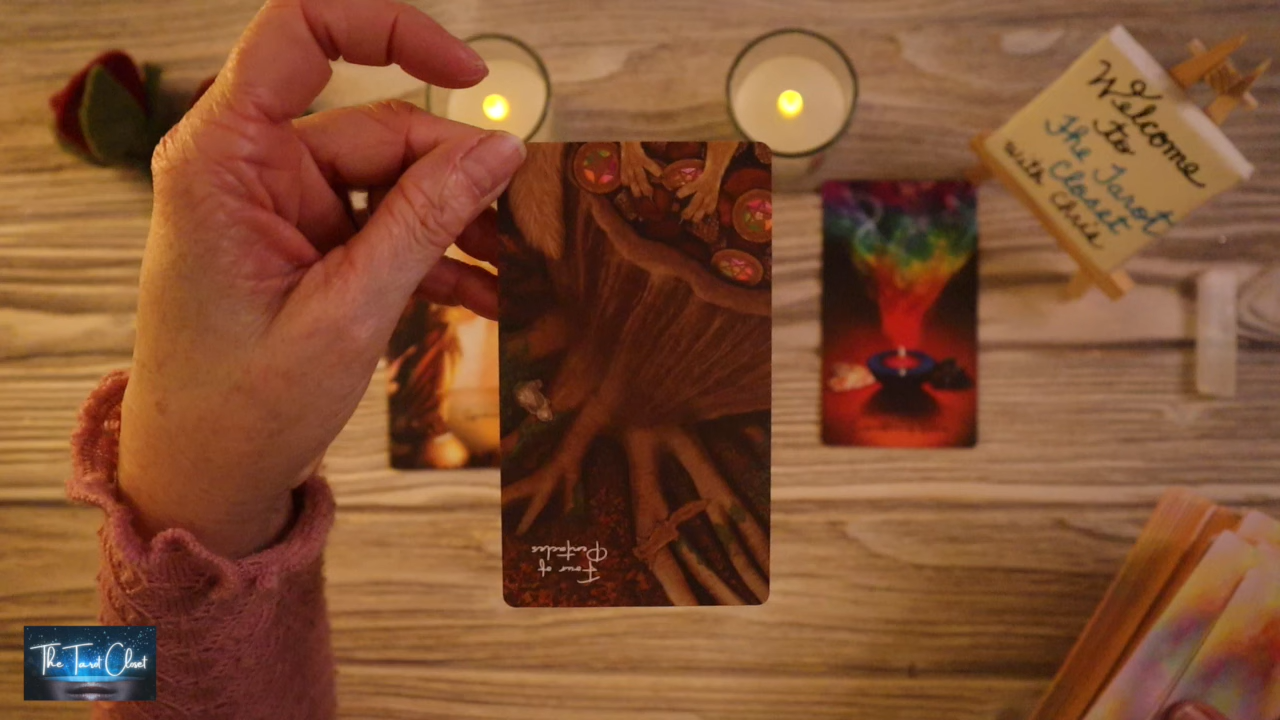 Welcome
to
The Tarot
Closet
with Chris
Four of
Pentacles
The Tarot Closet